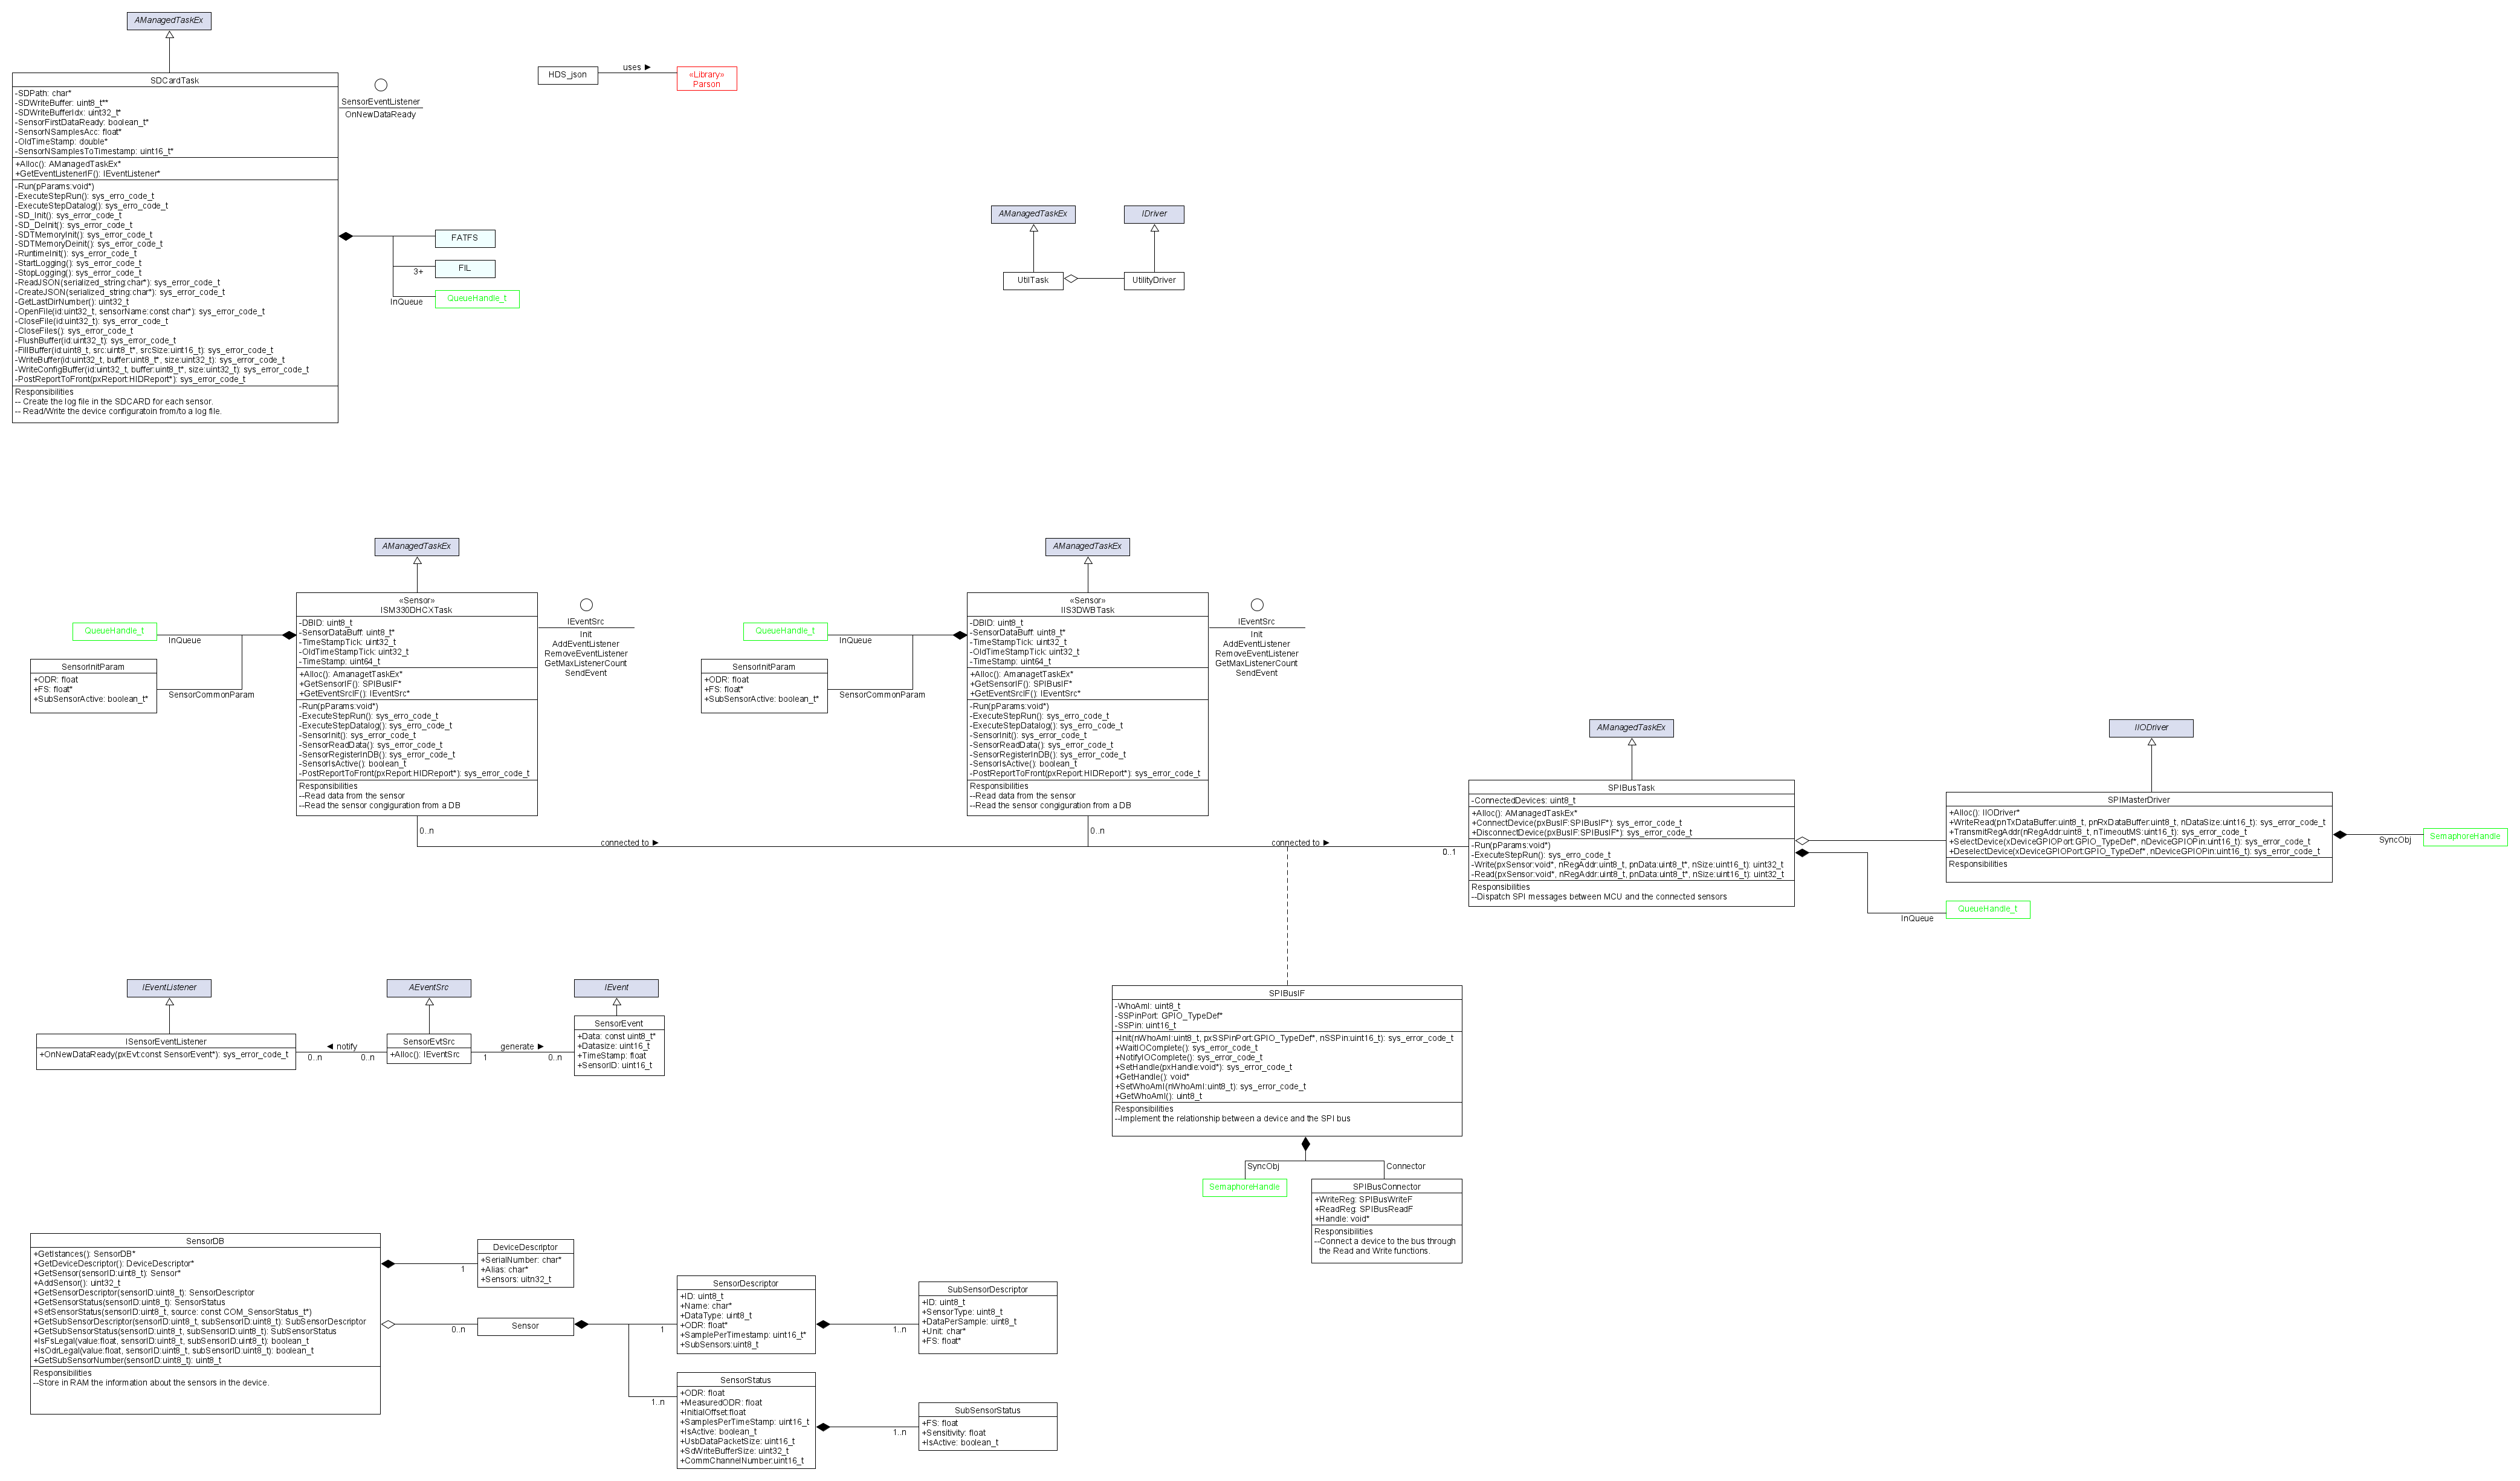 AManagedTaskEx
SDCardTask
-SDPath: char*
-SDWriteBuffer: uint8_t**
-SDWriteBufferIdx: uint32_t*
-SensorFirstDataReady: boolean_t*
-SensorNSamplesAcc: float*
-OldTimeStamp: double*
-SensorNSamplesToTimestamp: uint16_t*
+Alloc(): AManagedTaskEx*
+GetEventListenerIF(): IEventListener*
-Run(pParams:void*)
-ExecuteStepRun(): sys_erro_code_t
-ExecuteStepDatalog(): sys_erro_code_t
-SD_Init(): sys_error_code_t
-SD_DeInit(): sys_error_code_t
-SDTMemoryInit(): sys_error_code_t
-SDTMemoryDeinit(): sys_error_code_t
-RuntimeInit(): sys_error_code_t
-StartLogging(): sys_error_code_t
-StopLogging(): sys_error_code_t
-ReadJSON(serialized_string:char*): sys_error_code_t
-CreateJSON(serialized_string:char*): sys_error_code_t
-GetLastDirNumber(): uint32_t
-OpenFile(id:uint32_t, sensorName:const char*): sys_error_code_t
-CloseFile(id:uint32_t): sys_error_code_t
-CloseFiles(): sys_error_code_t
-FlushBuffer(id:uint32_t): sys_error_code_t
-FillBuffer(id:uint8_t, src:uint8_t*, srcSize:uint16_t): sys_error_code_t
-WriteBuffer(id:uint32_t, buffer:uint8_t*, size:uint32_t): sys_error_code_t
-WriteConfigBuffer(id:uint32_t, buffer:uint8_t*, size:uint32_t): sys_error_code_t
-PostReportToFront(pxReport:HIDReport*): sys_error_code_t
Responsibilities
-- Create the log file in the SDCARD for each sensor.
-- Read/Write the device configuratoin from/to a log file.
SensorEventListener
OnNewDataReady
FATFS
FIL
3+
QueueHandle_t
InQueue
HDS_json
uses ►
«Library»
Parson
AManagedTaskEx
IDriver
UtilTask
UtilityDriver
AManagedTaskEx
QueueHandle_t
InQueue
SensorInitParam
+ODR: float
+FS: float*
+SubSensorActive: boolean_t*
SensorCommonParam
«Sensor»
ISM330DHCXTask
-DBID: uint8_t
-SensorDataBuff: uint8_t*
-TimeStampTick: uint32_t
-OldTimeStampTick: uint32_t
-TimeStamp: uint64_t
+Alloc(): AmanagetTaskEx*
+GetSensorIF(): SPIBusIF*
+GetEventSrcIF(): IEventSrc*
-Run(pParams:void*)
-ExecuteStepRun(): sys_erro_code_t
-ExecuteStepDatalog(): sys_erro_code_t
-SensorInit(): sys_error_code_t
-SensorReadData(): sys_error_code_t
-SensorRegisterInDB(): sys_error_code_t
-SensorIsActive(): boolean_t
-PostReportToFront(pxReport:HIDReport*): sys_error_code_t
Responsibilities
--Read data from the sensor
--Read the sensor congiguration from a DB
IEventSrc
Init
AddEventListener
RemoveEventListener
GetMaxListenerCount
SendEvent
0..n
connected to ►
AManagedTaskEx
QueueHandle_t
InQueue
SensorInitParam
+ODR: float
+FS: float*
+SubSensorActive: boolean_t*
SensorCommonParam
«Sensor»
IIS3DWBTask
-DBID: uint8_t
-SensorDataBuff: uint8_t*
-TimeStampTick: uint32_t
-OldTimeStampTick: uint32_t
-TimeStamp: uint64_t
+Alloc(): AmanagetTaskEx*
+GetSensorIF(): SPIBusIF*
+GetEventSrcIF(): IEventSrc*
-Run(pParams:void*)
-ExecuteStepRun(): sys_erro_code_t
-ExecuteStepDatalog(): sys_erro_code_t
-SensorInit(): sys_error_code_t
-SensorReadData(): sys_error_code_t
-SensorRegisterInDB(): sys_error_code_t
-SensorIsActive(): boolean_t
-PostReportToFront(pxReport:HIDReport*): sys_error_code_t
Responsibilities
--Read data from the sensor
--Read the sensor congiguration from a DB
IEventSrc
Init
AddEventListener
RemoveEventListener
GetMaxListenerCount
SendEvent
0..n
connected to ►
0..1
AManagedTaskEx
SPIBusTask
-ConnectedDevices: uint8_t
+Alloc(): AManagedTaskEx*
+ConnectDevice(pxBusIF:SPIBusIF*): sys_error_code_t
+DisconnectDevice(pxBusIF:SPIBusIF*): sys_error_code_t
-Run(pParams:void*)
-ExecuteStepRun(): sys_erro_code_t
-Write(pxSensor:void*, nRegAddr:uint8_t, pnData:uint8_t*, nSize:uint16_t): uint32_t
-Read(pxSensor:void*, nRegAddr:uint8_t, pnData:uint8_t*, nSize:uint16_t): uint32_t
Responsibilities
--Dispatch SPI messages between MCU and the connected sensors
IIODriver
SPIMasterDriver
+Alloc(): IIODriver*
+WriteRead(pnTxDataBuffer:uint8_t, pnRxDataBuffer:uint8_t, nDataSize:uint16_t): sys_error_code_t
+TransmitRegAddr(nRegAddr:uint8_t, nTimeoutMS:uint16_t): sys_error_code_t
+SelectDevice(xDeviceGPIOPort:GPIO_TypeDef*, nDeviceGPIOPin:uint16_t): sys_error_code_t
+DeselectDevice(xDeviceGPIOPort:GPIO_TypeDef*, nDeviceGPIOPin:uint16_t): sys_error_code_t
Responsibilities
SyncObj
SemaphoreHandle
QueueHandle_t
InQueue
IEventListener
ISensorEventListener
+OnNewDataReady(pxEvt:const SensorEvent*): sys_error_code_t
◄ notify
0..n
0..n
AEventSrc
SensorEvtSrc
+Alloc(): IEventSrc
generate ►
1
0..n
IEvent
SensorEvent
+Data: const uint8_t*
+Datasize: uint16_t
+TimeStamp: float
+SensorID: uint16_t
SPIBusIF
-WhoAmI: uint8_t
-SSPinPort: GPIO_TypeDef*
-SSPin: uint16_t
+Init(nWhoAmI:uint8_t, pxSSPinPort:GPIO_TypeDef*, nSSPin:uint16_t): sys_error_code_t
+WaitIOComplete(): sys_error_code_t
+NotifyIOComplete(): sys_error_code_t
+SetHandle(pxHandle:void*): sys_error_code_t
+GetHandle(): void*
+SetWhoAmI(nWhoAmI:uint8_t): sys_error_code_t
+GetWhoAmI(): uint8_t
Responsibilities
--Implement the relationship between a device and the SPI bus
SyncObj
Connector
SemaphoreHandle
SPIBusConnector
+WriteReg: SPIBusWriteF
+ReadReg: SPIBusReadF
+Handle: void*
Responsibilities
--Connect a device to the bus through
the Read and Write functions.
SensorDB
+GetIstances(): SensorDB*
+GetDeviceDescriptor(): DeviceDescriptor*
+GetSensor(sensorID:uint8_t): Sensor*
+AddSensor(): uint32_t
+GetSensorDescriptor(sensorID:uint8_t): SensorDescriptor
+GetSensorStatus(sensorID:uint8_t): SensorStatus
+SetSensorStatus(sensorID:uint8_t, source: const COM_SensorStatus_t*)
+GetSubSensorDescriptor(sensorID:uint8_t, subSensorID:uint8_t): SubSensorDescriptor
+GetSubSensorStatus(sensorID:uint8_t, subSensorID:uint8_t): SubSensorStatus
+IsFsLegal(value:float, sensorID:uint8_t, subSensorID:uint8_t): boolean_t
+IsOdrLegal(value:float, sensorID:uint8_t, subSensorID:uint8_t): boolean_t
+GetSubSensorNumber(sensorID:uint8_t): uint8_t
Responsibilities
--Store in RAM the information about the sensors in the device.
1
DeviceDescriptor
+SerialNumber: char*
+Alias: char*
+Sensors: uitn32_t
0..n
Sensor
1
1..n
SensorDescriptor
+ID: uint8_t
+Name: char*
+DataType: uint8_t
+ODR: float*
+SamplePerTimestamp: uint16_t*
+SubSensors:uint8_t
1..n
SubSensorDescriptor
+ID: uint8_t
+SensorType: uint8_t
+DataPerSample: uint8_t
+Unit: char*
+FS: float*
SensorStatus
+ODR: float
+MeasuredODR: float
+InitialOffset:float
+SamplesPerTimeStamp: uint16_t
+IsActive: boolean_t
+UsbDataPacketSize: uint16_t
+SdWriteBufferSize: uint32_t
+CommChannelNumber:uint16_t
1..n
SubSensorStatus
+FS: float
+Sensitivity: float
+IsActive: boolean_t